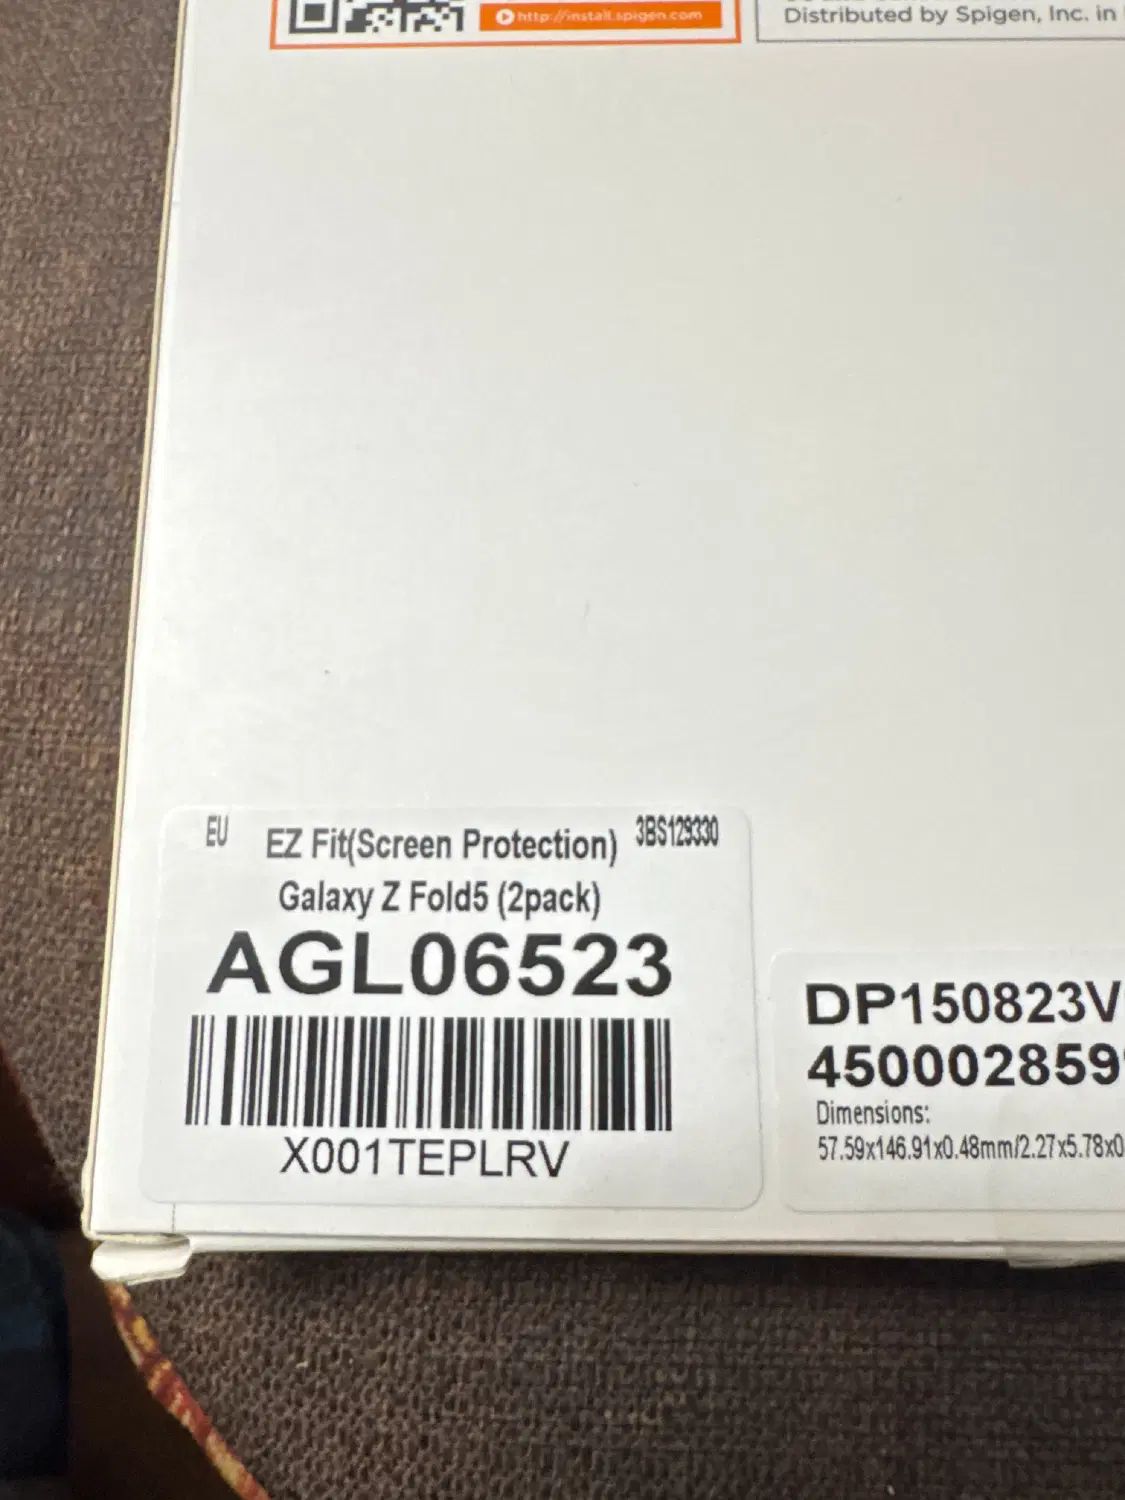 http://install.spigen.com
Distributed by Spigen, Inc. in
EU
EZ Fit(Screen Protection)
3BS129330
Galaxy Z Fold5 (2pack)
AGL06523
X001TEPLRV
DP150823V
4500028599
Dimensions:
57.59x146.91x0.48mm/2.27x5.78x0